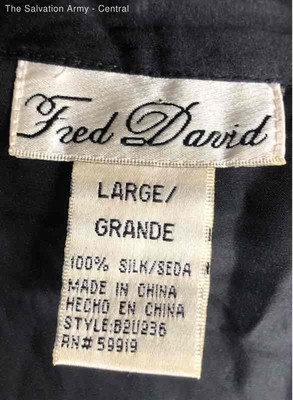 The Salvation Army - Central
Fred David
LARGE/
GRANDE
100% SILK/SEDA
MADE IN CHINA
HECHO EN CHINA
STYLE:B2U236
RN# 59919